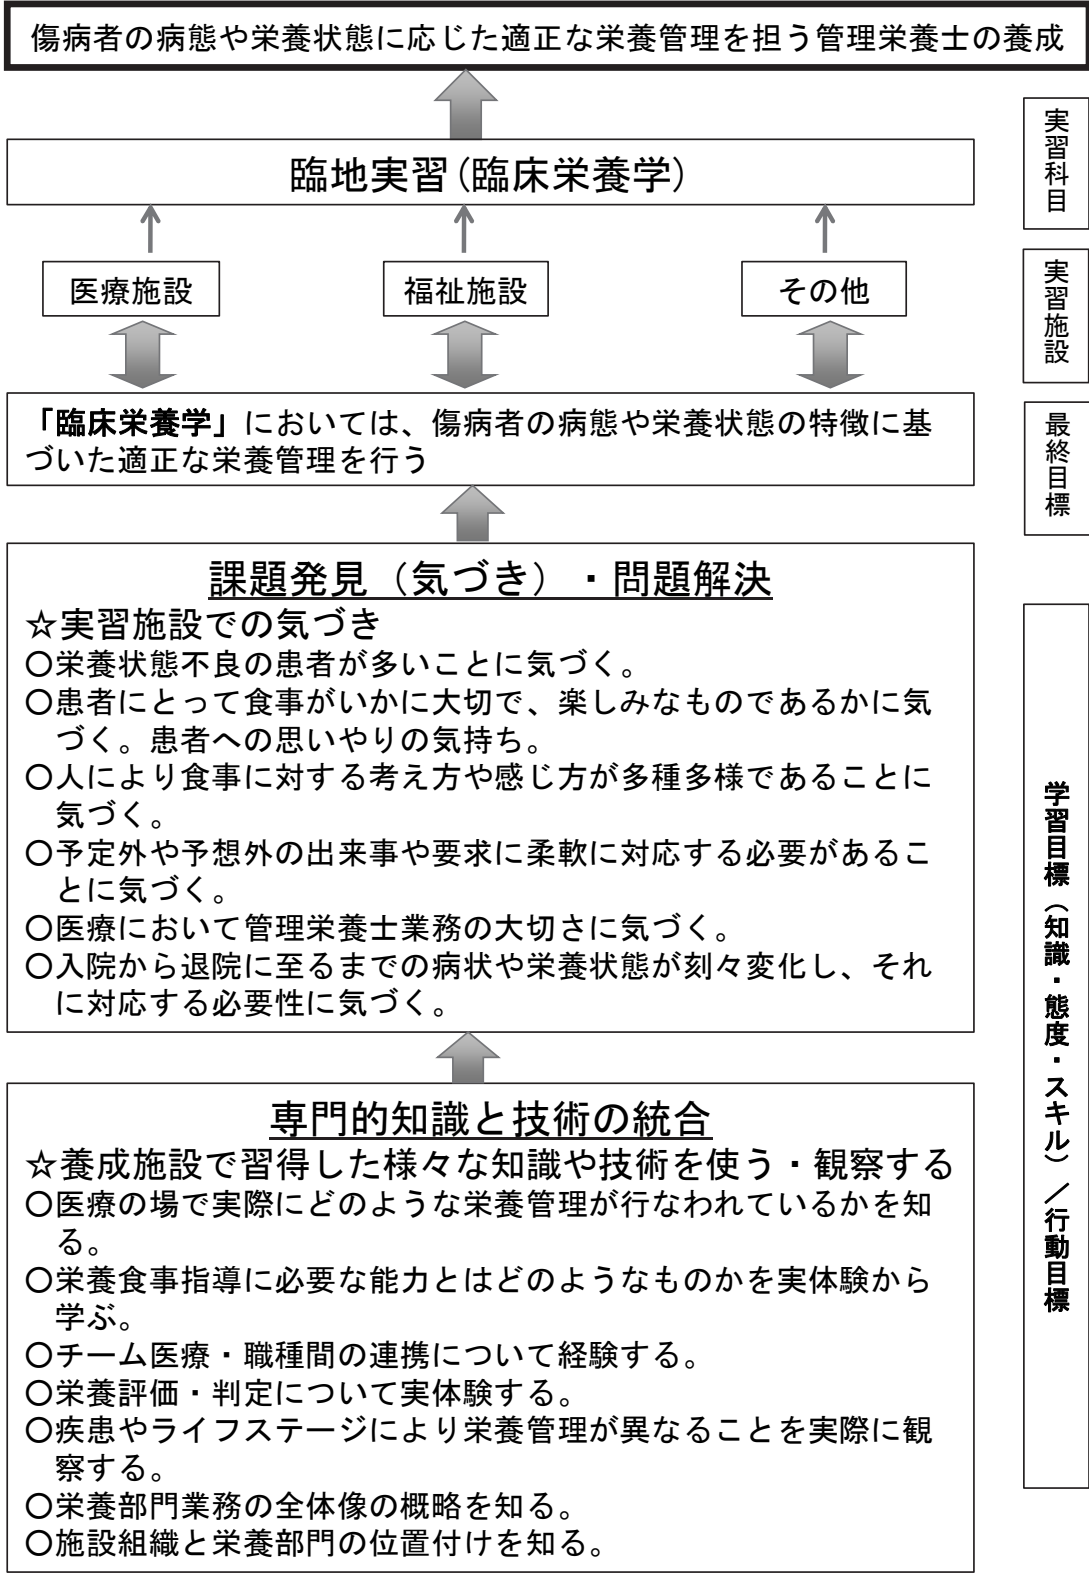 傷病者の病態や栄養状態に応じた適正な栄養管理を担う管理栄養士の養成
臨地実習(臨床栄養学)
実習科目
医療施設
福祉施設
その他
実習施設
「臨床栄養学」においては、傷病者の病態や栄養状態の特徴に基
づいた適正な栄養管理を行う
最終目標
課題発見（気づき）・問題解決
☆実習施設での気づき
〇栄養状態不良の患者が多いことに気づく。
〇患者にとって食事がいかに大切で、楽しみなものであるかに気
づく。患者への思いやりの気持ち。
〇人により食事に対する考え方や感じ方が多種多様であることに
気づく。
〇予定外や予想外の出来事や要求に柔軟に対応する必要があるこ
とに気づく。
〇医療において管理栄養士業務の大切さに気づく。
〇入院から退院に至るまでの病状や栄養状態が刻々変化し、それ
に対応する必要性に気づく。
専門的知識と技術の統合
☆養成施設で習得した様々な知識や技術を使う・観察する
〇医療の場で実際にどのような栄養管理が行なわれているかを知
る。
〇栄養食事指導に必要な能力とはどのようなものかを実体験から
学ぶ。
〇チーム医療・職種間の連携について経験する。
〇栄養評価・判定について実体験する。
〇疾患やライフステージにより栄養管理が異なることを実際に観
察する。
〇栄養部門業務の全体像の概略を知る。
〇施設組織と栄養部門の位置付けを知る。
学習目標（知識・態度・スキル）／行動目標